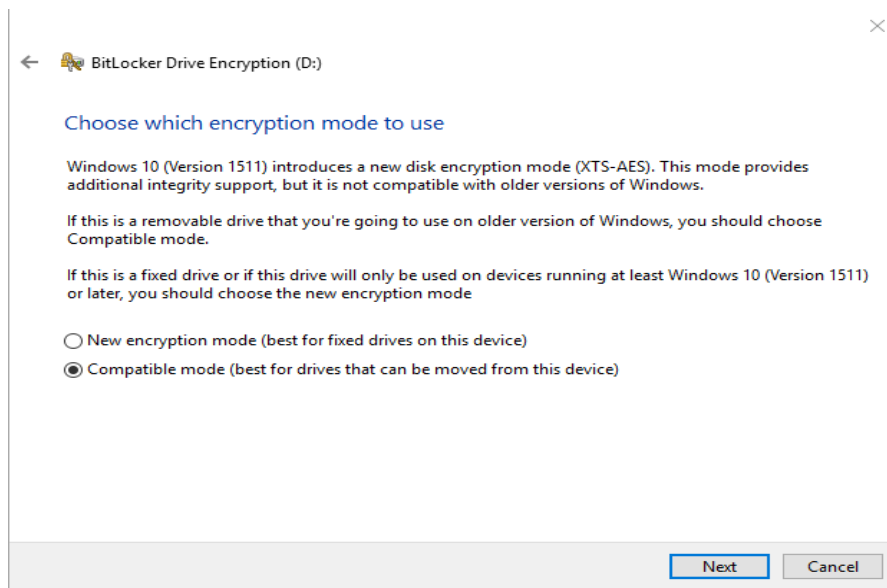 BitLocker Drive Encryption (D:)
Choose which encryption mode to use
Windows 10 (Version 1511) introduces a new disk encryption mode (XTS-AES). This mode provides
additional integrity support, but it is not compatible with older versions of Windows.
If this is a removable drive that you're going to use on older version of Windows, you should choose
Compatible mode.
If this is a fixed drive or if this drive will only be used on devices running at least Windows 10 (Version 1511)
or later, you should choose the new encryption mode
New encryption mode (best for fixed drives on this device)
Compatible mode (best for drives that can be moved from this device)
Next Cancel